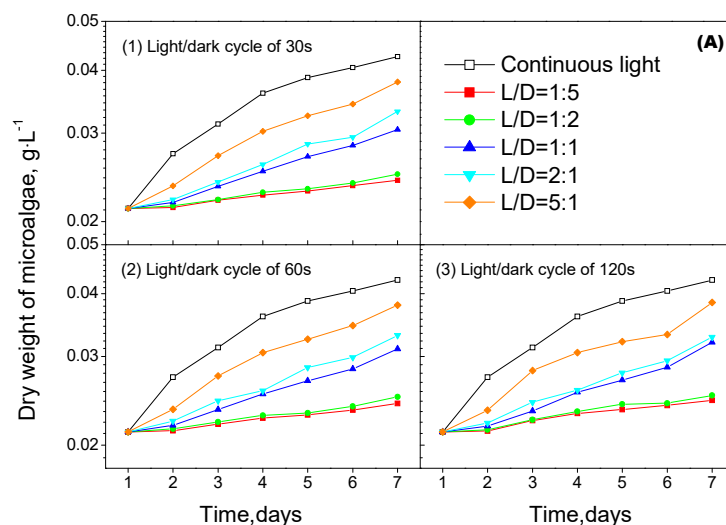 (A)
(1) Light/dark cycle of 30s
Continuous light
L/D=1:5
L/D=1:2
L/D=1:1
L/D=2:1
L/D=5:1
0.05
0.04
0.03
0.02
Dry weight of microalgae, g·L⁻¹
(2) Light/dark cycle of 60s
(3) Light/dark cycle of 120s
0.05
0.04
0.03
0.02
1 2 3 4 5 6 7
1 2 3 4 5 6 7
Time,days
Time,days